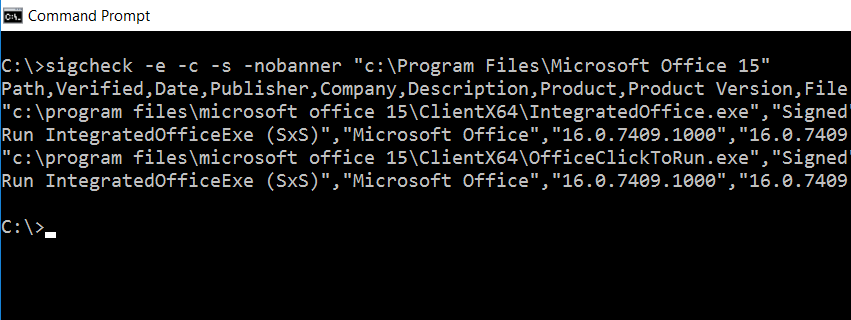 Command Prompt
C:\>sigcheck -e -c -s -nobanner "c:\Program Files\Microsoft Office 15"
Path,Verified,Date,Publisher,Company,Description,Product,Product Version,File
"c:\program files\microsoft office 15\ClientX64\IntegratedOffice.exe","Signed"
Run IntegratedOfficeExe (SxS)","Microsoft Office","16.0.7409.1000","16.0.7409
"c:\program files\microsoft office 15\ClientX64\OfficeClickToRun.exe","Signed"
Run IntegratedOfficeExe (SxS)","Microsoft Office","16.0.7409.1000","16.0.7409
C:\>